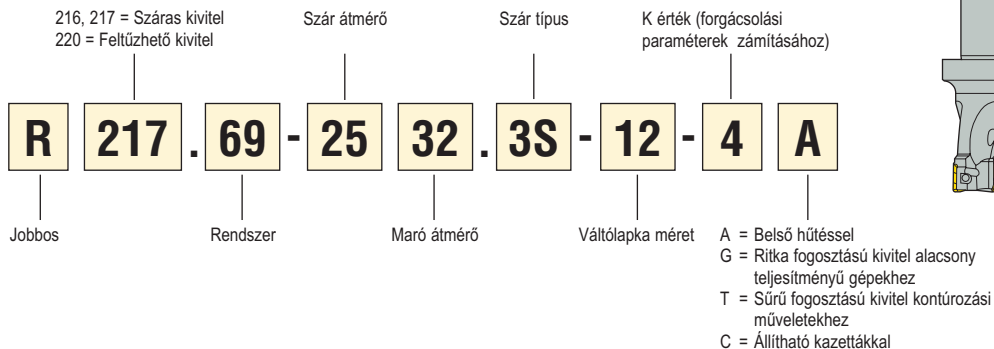 216, 217 = Száras kivitel
220 = Feltűzhető kivitel
Szár átmérő
Szár típus
K érték (forgácsolási
paraméterek zámításához)
R 217 . 69 - 25 32 . 3S - 12 - 4 A
Jobbos
Rendszer
Maró átmérő
Váltólapka méret
A = Belső hűtéssel
G = Ritka fogosztású kivitel alacsony
teljesítményű gépekhez
T = Sűrű fogosztású kivitel kontúrozási
műveletekhez
C = Állítható kazettákkal